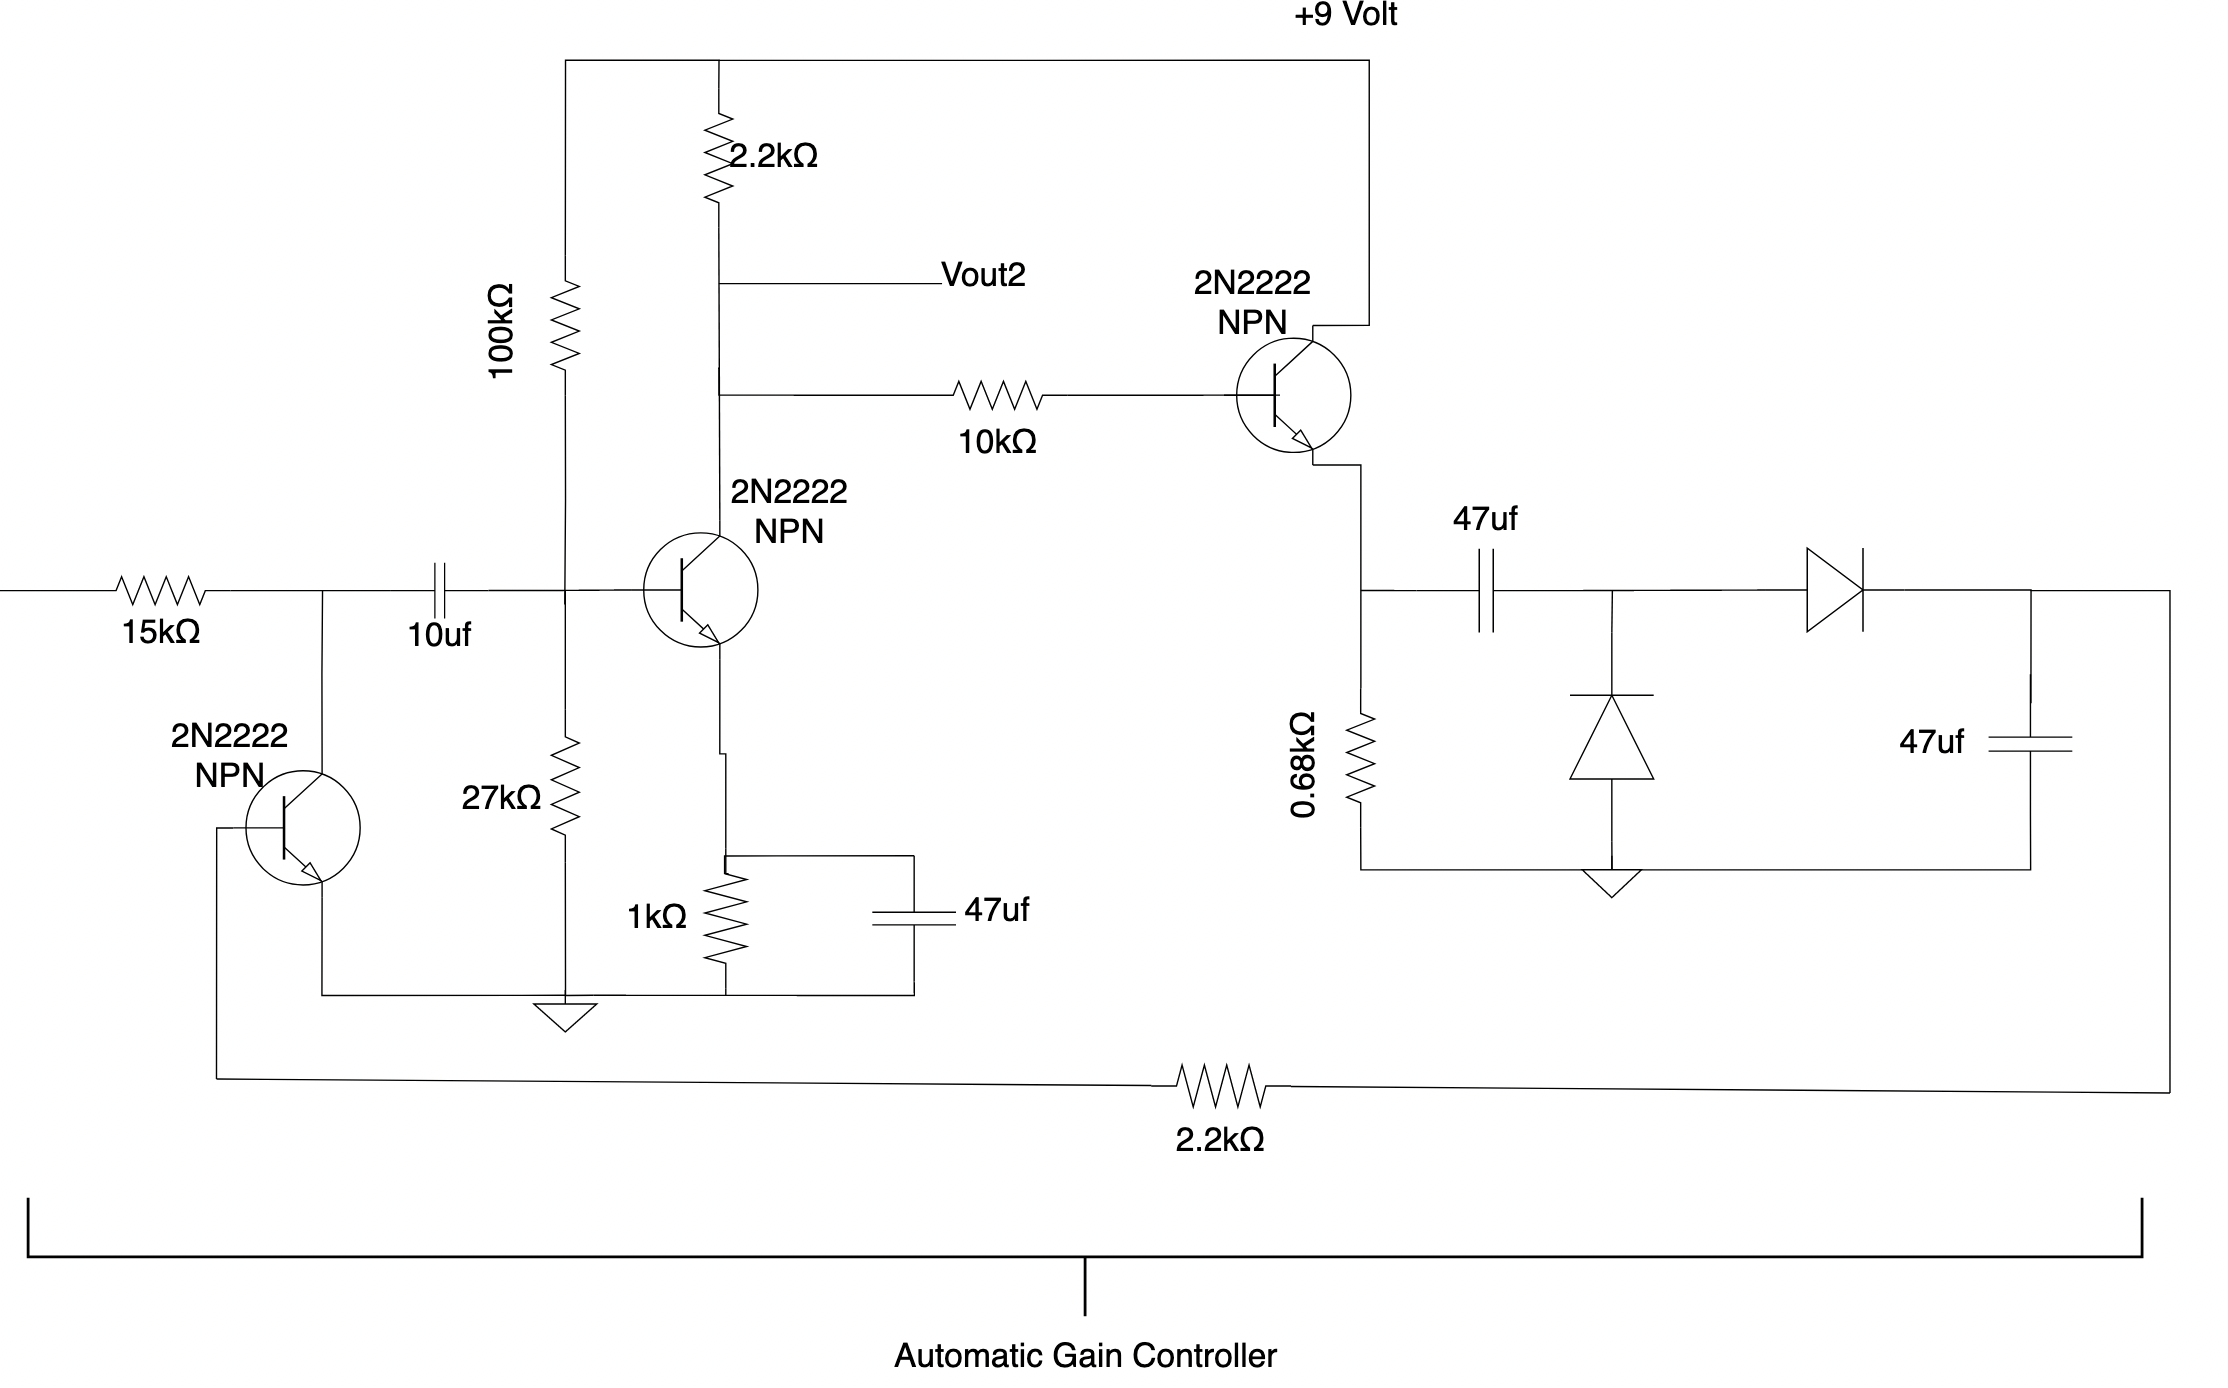 +9 Volt
2.2kΩ
Vout2
2N2222
NPN
100kΩ
10kΩ
2N2222
NPN
47uf
15kΩ
10uf
2N2222
NPN
27kΩ
0.68kΩ
47uf
1kΩ
47uf
2.2kΩ
Automatic Gain Controller